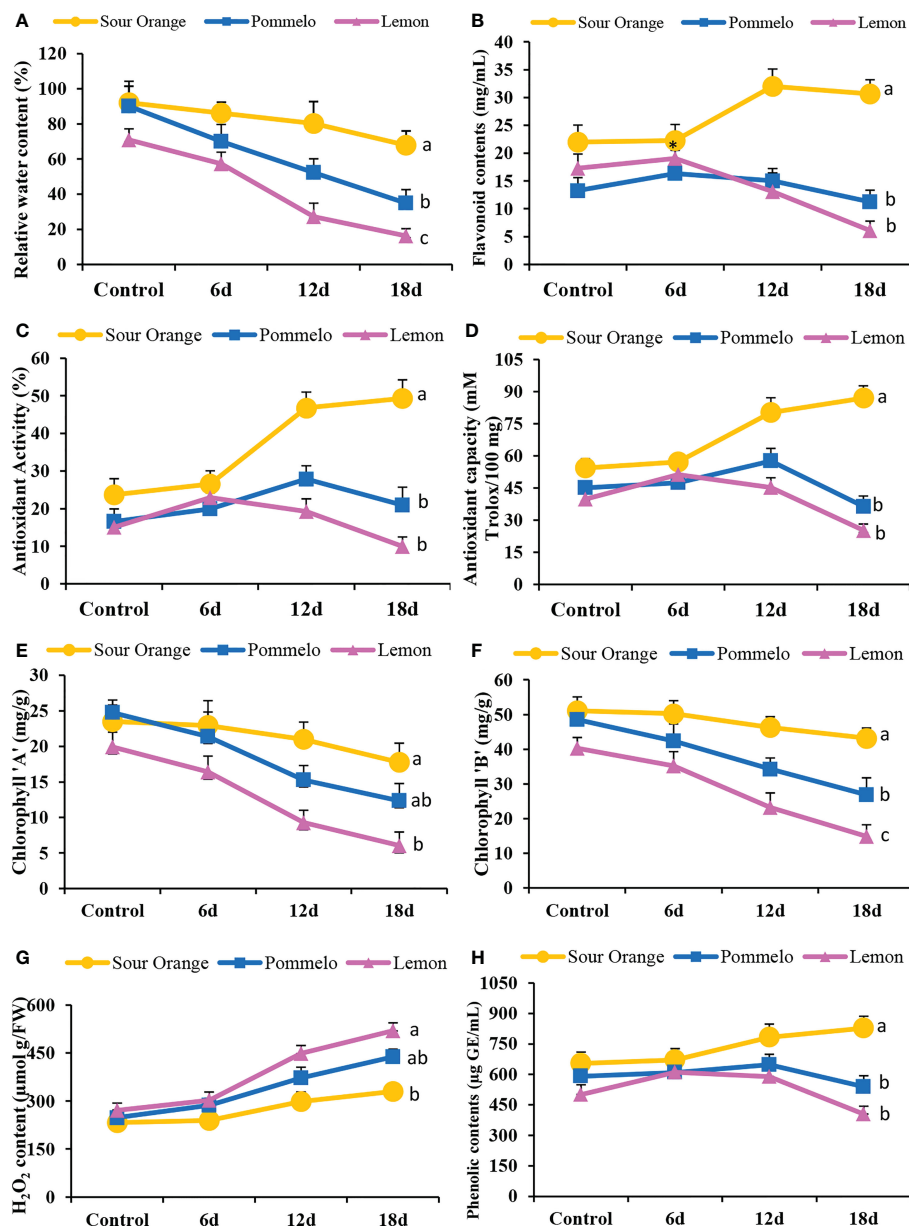 A
Sour Orange Pommelo Lemon
Relative water content (%)
120
100
80
60
40
20
0
a
b
c
Control 6d 12d 18d
B
Sour Orange Pommelo Lemon
Flavonoid contents (mg/mL)
40
35
30
25
20
15
10
5
0
*
a
b
b
Control 6d 12d 18d
C
Sour Orange Pommelo Lemon
Antioxidant Activity (%)
60
50
40
30
20
10
0
a
b
b
Control 6d 12d 18d
D
Sour Orange Pommelo Lemon
Antioxidant capacity (mM
Trolox/100 mg)
105
90
75
60
45
30
15
0
a
b
b
Control 6d 12d 18d
E
Sour Orange Pommelo Lemon
Chlorophyll 'A' (mg/g)
30
25
20
15
10
5
0
a
ab
b
Control 6d 12d 18d
F
Sour Orange Pommelo Lemon
Chlorophyll 'B' (mg/g)
60
50
40
30
20
10
0
a
b
c
Control 6d 12d 18d
G
Sour Orange Pommelo Lemon
H₂O₂ content (umol g/FW)
600
450
300
150
0
a
ab
b
Control 6d 12d 18d
H
Sour Orange Pommelo Lemon
Phenolic contents (µg GE/mL)
1050
900
750
600
450
300
150
0
a
b
b
Control 6d 12d 18d